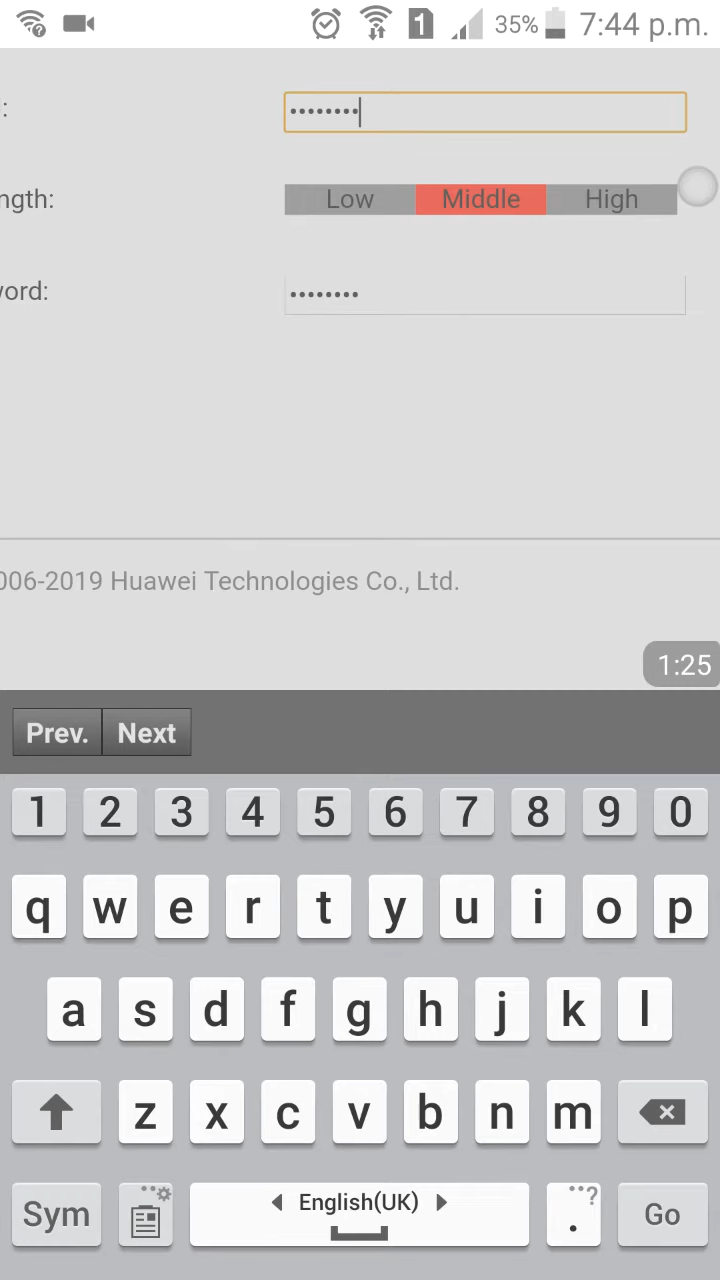 35% 7:44 p.m.
:
••••••••
ngth:
Low Middle High
word:
••••••••
006-2019 Huawei Technologies Co., Ltd.
1:25
Prev. Next
1 2 3 4 5 6 7 8 9 0
q w e r t y u i o p
a s d f g h j k l
z x c v b n m
Sym English(UK) . ? Go